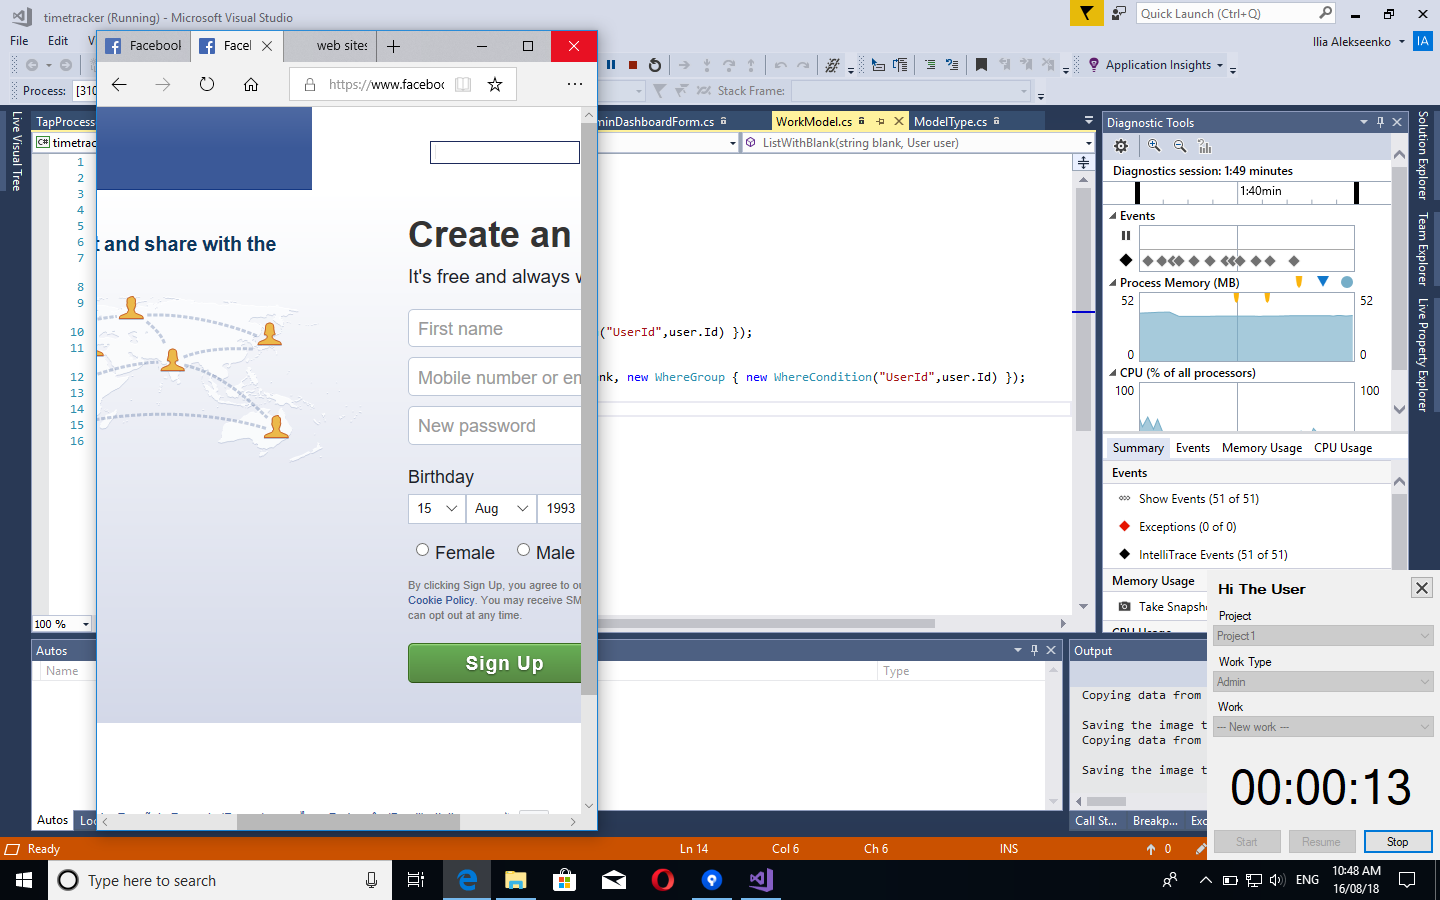 timetracker (Running) - Microsoft Visual Studio
Quick Launch (Ctrl+Q)
File Edit
Ilia Alekseenko IA
Application Insights
Process: [310
Stack Frame:
Facebook
Facel
web sites
https://www.faceboo
Live Visual Tree
TapProcess
minDashboardForm.cs
WorkModel.cs
ModelType.cs
timetrac
ListWithBlank(string blank, User user)
1
2
3
4
5
6
7
8
9
10
11
12
13
14
15
16
("UserId",user.Id) });
nk, new WhereGroup { new WhereCondition("UserId",user.Id) });
100 %
t and share with the
Create an
It's free and always w
First name
Mobile number or em
New password
Birthday
15 Aug 1993
Female Male
By clicking Sign Up, you agree to ou
Cookie Policy. You may receive SM
can opt out at any time.
Sign Up
Diagnostic Tools
Diagnostics session: 1:49 minutes
1:40min
Events
Process Memory (MB)
52 52
0 0
CPU (% of all processors)
100 100
Summary Events Memory Usage CPU Usage
Events
Show Events (51 of 51)
Exceptions (0 of 0)
IntelliTrace Events (51 of 51)
Memory Usage
Take Snapsh
CPU Usage
Solution Explorer
Team Explorer
Live Property Explorer
Autos
Name
Type
Autos Loc
Output
Copying data from
Saving the image t
Copying data from
Saving the image t
Call St... Breakp... Exc
Hi The User
Project
Project1
Work Type
Admin
Work
--- New work ---
00:00:13
Start Resume Stop
Ready
Ln 14 Col 6 Ch 6 INS
0
Type here to search
ENG
10:48 AM
16/08/18